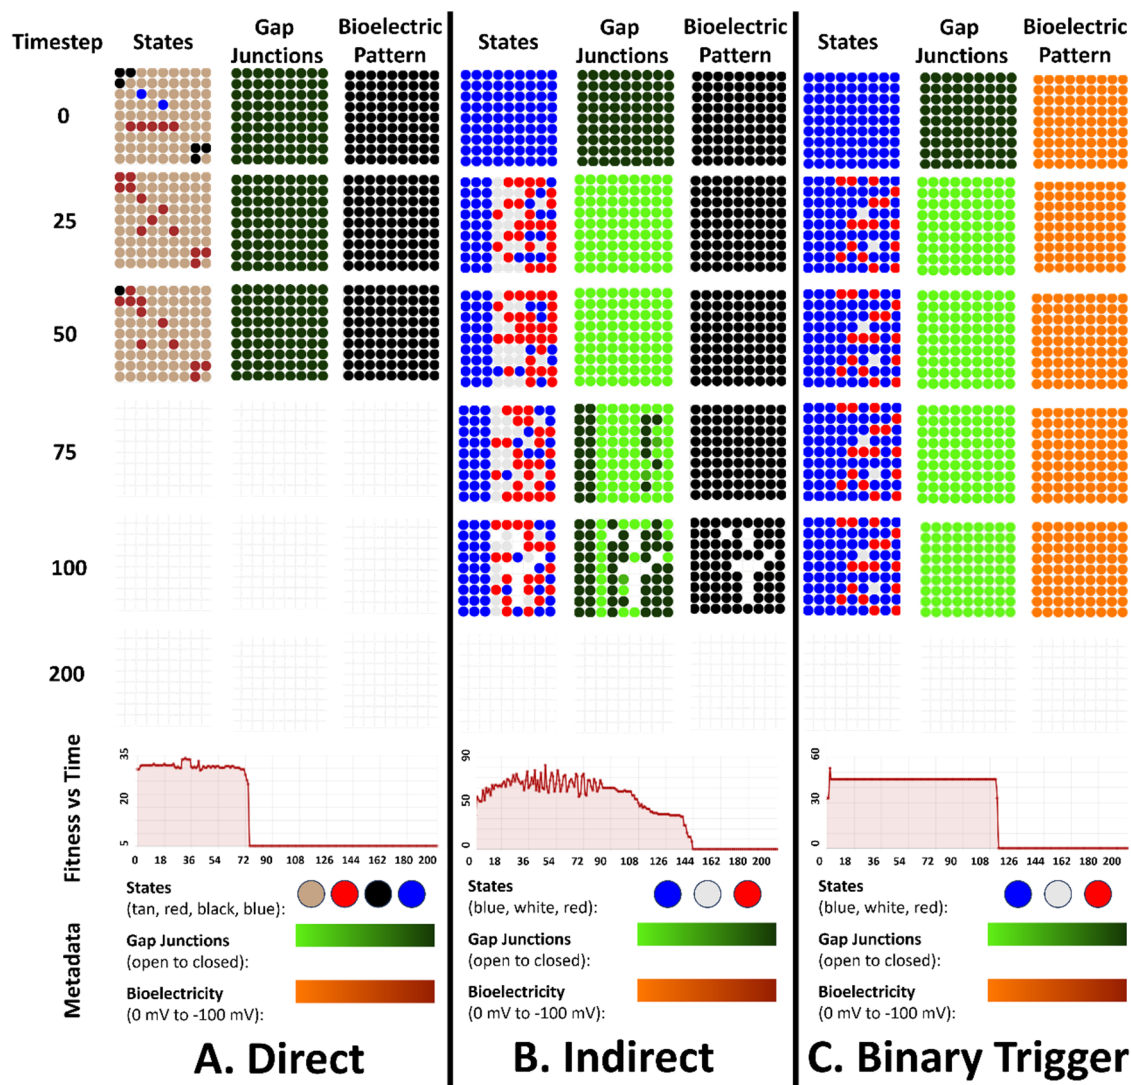 Timestep
States
Gap
Junctions
Bioelectric
Pattern
States
Gap
Junctions
Bioelectric
Pattern
States
Gap
Junctions
Bioelectric
Pattern
0
25
50
75
100
200
Fitness vs Time
35
20
5
0 18 36 54 72 90 108 126 144 162 180 200
90
50
0
0 18 36 54 72 90 108 126 144 162 180 200
60
30
0
0 18 36 54 72 90 108 126 144 162 180 200
Metadata
States
(tan, red, black, blue):
Gap Junctions
(open to closed):
Bioelectricity
(0 mV to -100 mV):
States
(blue, white, red):
Gap Junctions
(open to closed):
Bioelectricity
(0 mV to -100 mV):
States
(blue, white, red):
Gap Junctions
(open to closed):
Bioelectricity
(0 mV to -100 mV):
A. Direct
B. Indirect
C. Binary Trigger